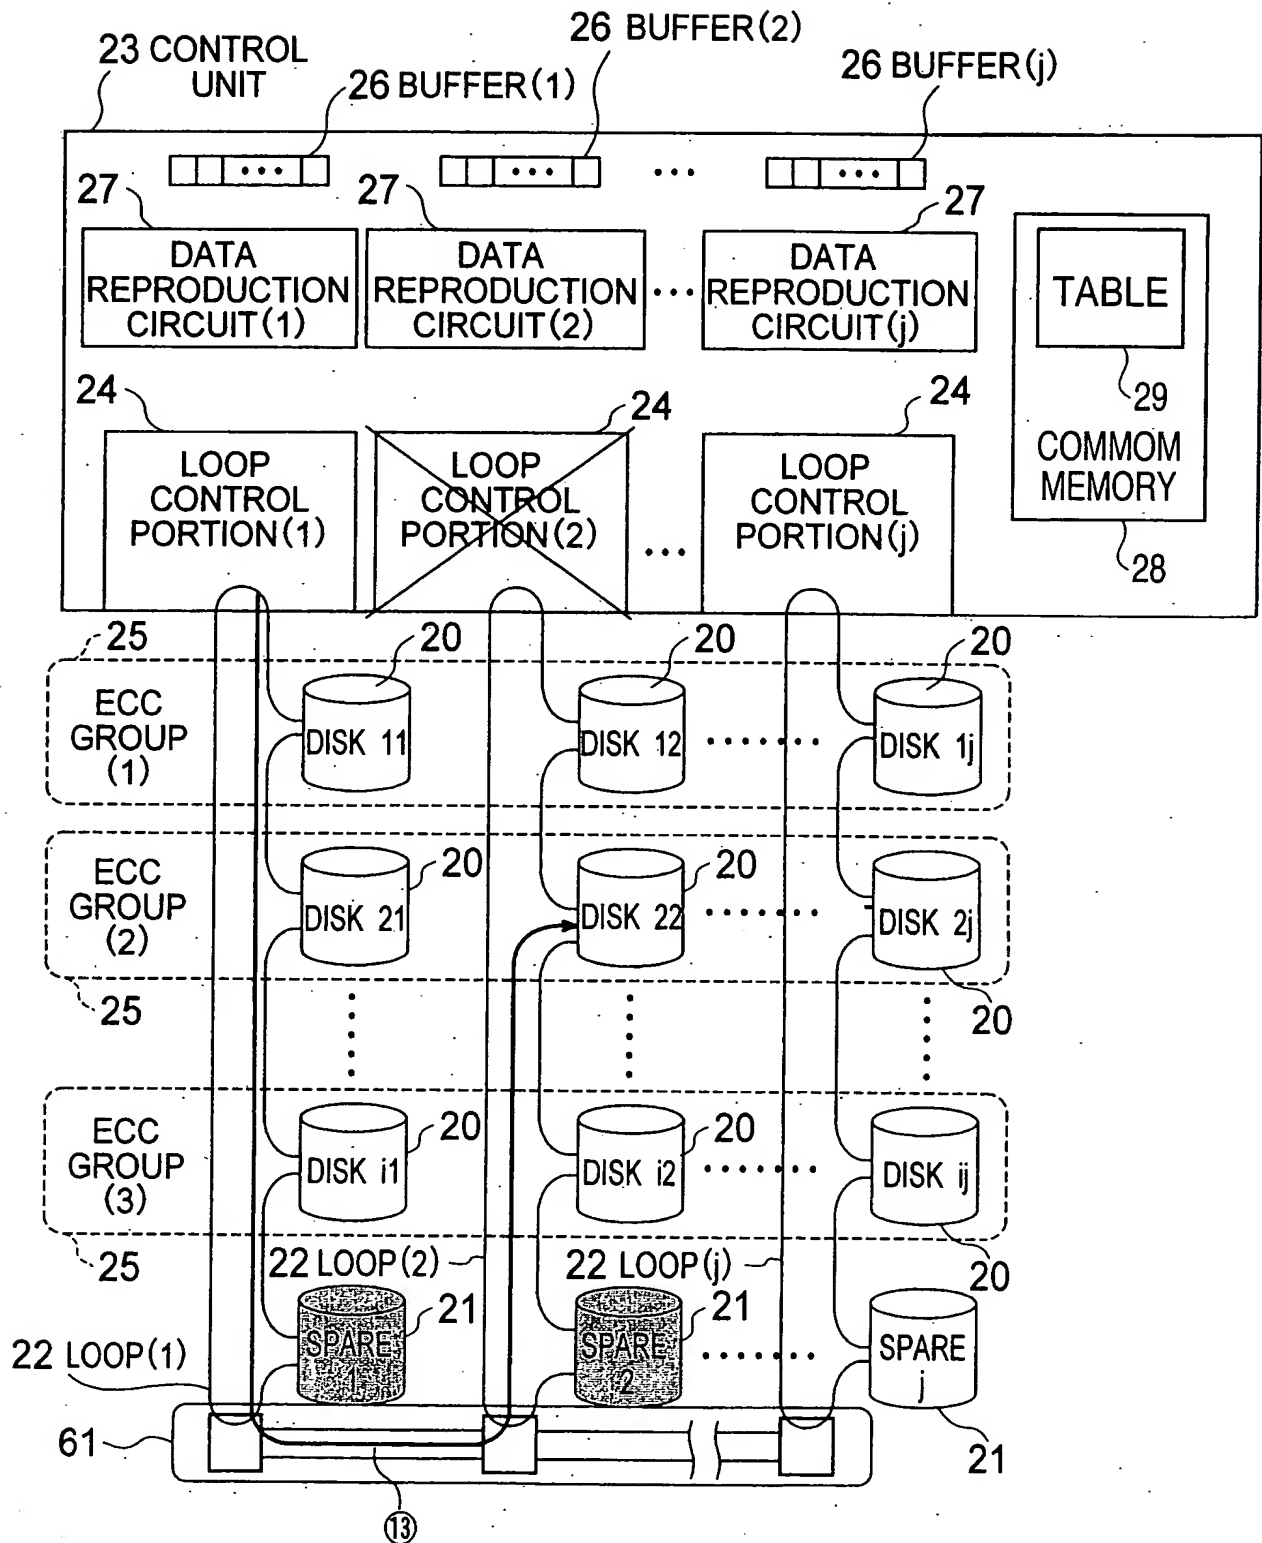 26 BUFFER(2)
23 CONTROL
UNIT
26 BUFFER(1)
26 BUFFER(j)
27
27
27
DATA
REPRODUCTION
CIRCUIT(1)
DATA
REPRODUCTION
CIRCUIT(2)
DATA
REPRODUCTION
CIRCUIT(j)
TABLE
29
24
24
24
LOOP
CONTROL
PORTION(1)
LOOP
CONTROL
PORTION(2)
LOOP
CONTROL
PORTION(j)
COMMOM
MEMORY
28
25
20
20
20
ECC
GROUP
(1)
DISK 11
DISK 12
DISK 1j
ECC
GROUP
(2)
20
20
DISK 21
DISK 22
DISK 2j
25
20
ECC
GROUP
(3)
20
20
DISK i1
DISK i2
DISK ij
25
22 LOOP(2)
22 LOOP(j)
20
21
21
22 LOOP(1)
SPARE
1
SPARE
2
SPARE
j
61
21
⑬